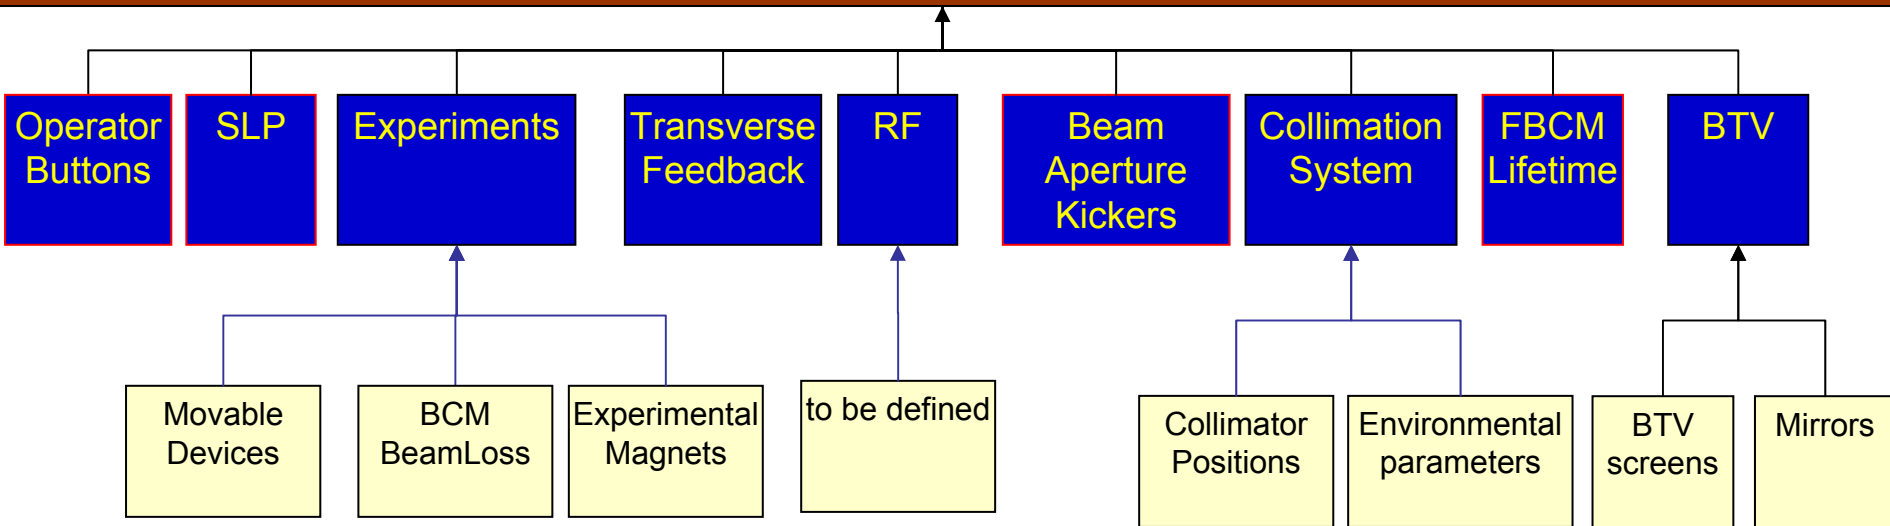 Operator
Buttons
SLP
Experiments
Transverse
Feedback
RF
Beam
Aperture
Kickers
Collimation
System
FBCM
Lifetime
BTV
Movable
Devices
BCM
BeamLoss
Experimental
Magnets
to be defined
Collimator
Positions
Environmental
parameters
BTV
screens
Mirrors